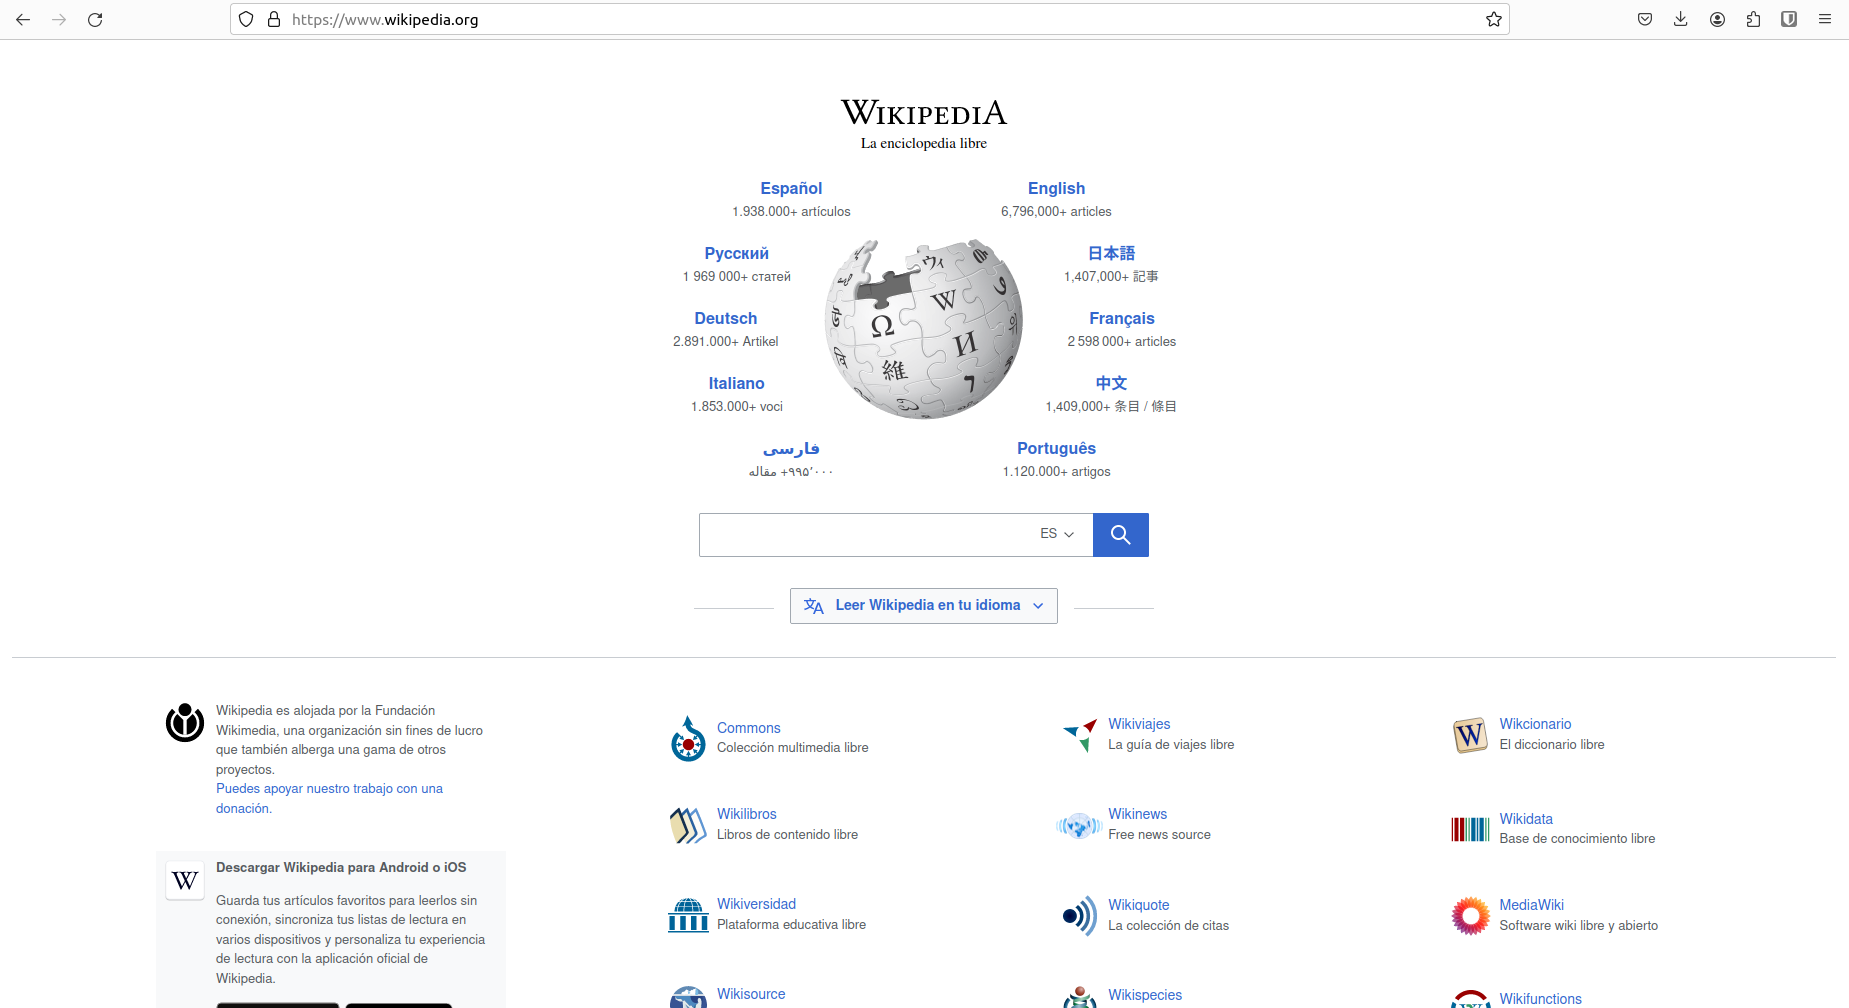 https://www.wikipedia.org
WIKIPEDIA
La enciclopedia libre
Español
1.938.000+ artículos
English
6,796,000+ articles
Русский
1 969 000+ статей
日本語
1,407,000+ 記事
Deutsch
2.891.000+ Artikel
Français
2 598 000+ articles
Italiano
1.853.000+ voci
中文
1,409,000+ 条目 / 條目
فارسی
۹۹۵٬۰۰۰+ مقاله
Português
1.120.000+ artigos
Ω
W
И
維
ウィ
ES
Leer Wikipedia en tu idioma
Wikipedia es alojada por la Fundación
Wikimedia, una organización sin fines de lucro
que también alberga una gama de otros
proyectos.
Puedes apoyar nuestro trabajo con una
donación.
W
Descargar Wikipedia para Android o iOS
Guarda tus artículos favoritos para leerlos sin
conexión, sincroniza tus listas de lectura en
varios dispositivos y personaliza tu experiencia
de lectura con la aplicación oficial de
Wikipedia.
Commons
Colección multimedia libre
Wikiviajes
La guía de viajes libre
W
Wikcionario
El diccionario libre
Wikilibros
Libros de contenido libre
Wikinews
Free news source
Wikidata
Base de conocimiento libre
Wikiversidad
Plataforma educativa libre
Wikiquote
La colección de citas
MediaWiki
Software wiki libre y abierto
Wikisource
Wikispecies
Wikifunctions